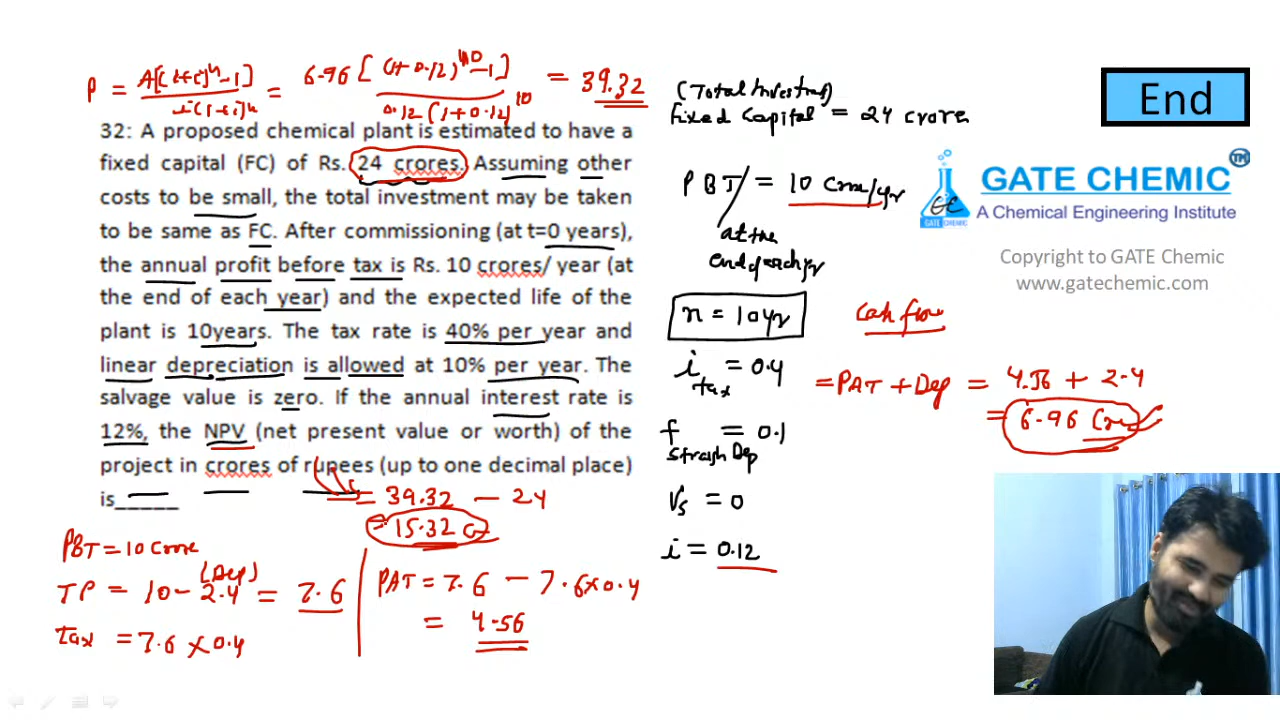 P = A[(1+i)^n -1] / i(1+i)^n = 6.96 [(1+0.12)^10 -1] / 0.12 (1+0.12)^10 = 39.32
32: A proposed chemical plant is estimated to have a
fixed capital (FC) of Rs. 24 crores. Assuming other
costs to be small, the total investment may be taken
to be same as FC. After commissioning (at t=0 years),
the annual profit before tax is Rs. 10 crores/ year (at
the end of each year) and the expected life of the
plant is 10years. The tax rate is 40% per year and
linear depreciation is allowed at 10% per year. The
salvage value is zero. If the annual interest rate is
12%, the NPV (net present value or worth) of the
project in crores of rupees (up to one decimal place)
is_____
= 39.32 - 24
= 15.32 Cr
PBT = 10 Crore
(Dep)
TP = 10 - 2.4 = 7.6
tax = 7.6 × 0.4
PAT = 7.6 - 7.6×0.4
= 4.56
(Total Investmet)
fixed Capital = 24 crore
PBT = 10 Crore/yr
at the
end of each yr
n = 10yr
i tax = 0.4
f = 0.1
Straigh Dep
Vs = 0
i = 0.12
Cash flow
= PAT + Dep = 4.56 + 2.4
= 6.96 Crore
End
GATE CHEMIC
TM
GC
GATE CHEMIC
A Chemical Engineering Institute
Copyright to GATE Chemic
www.gatechemic.com